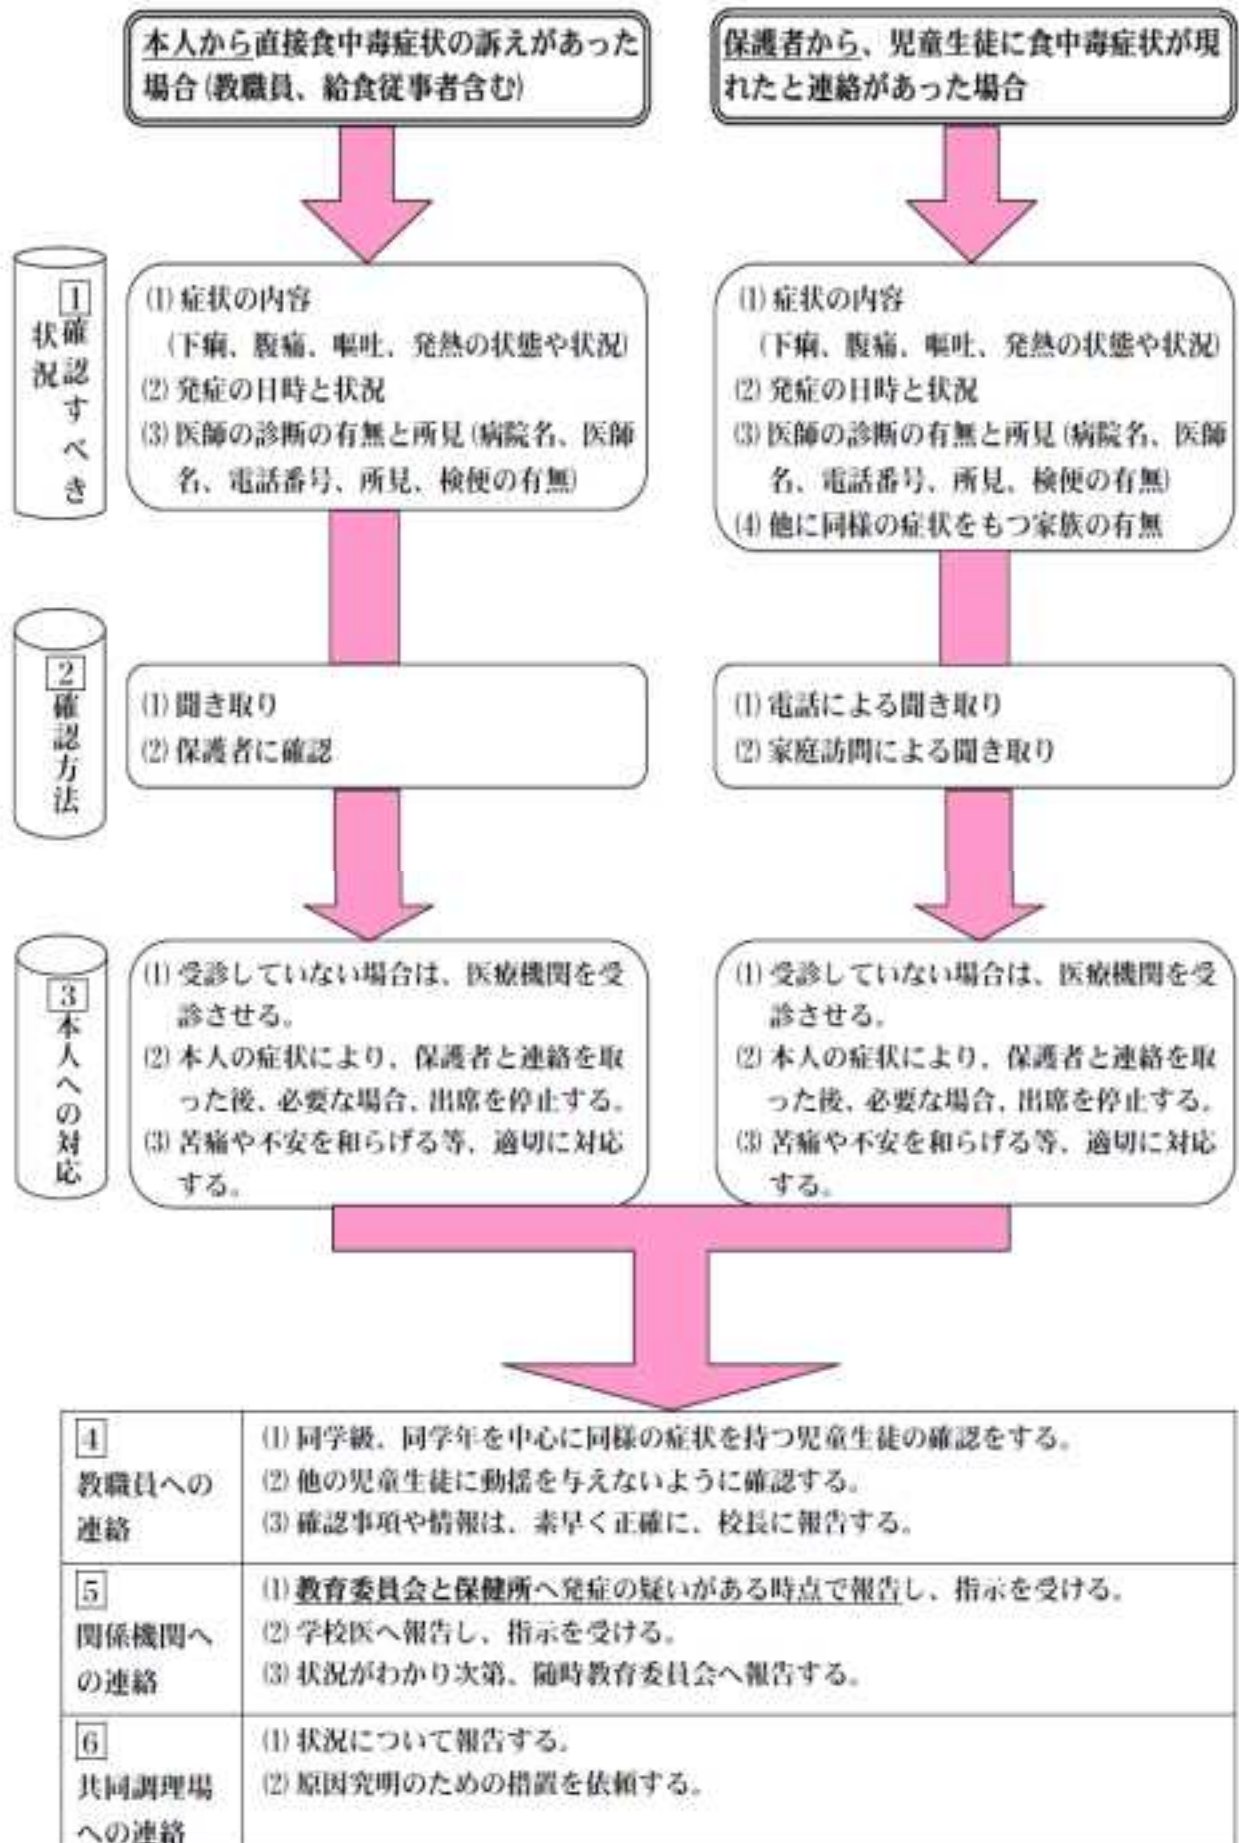 本人から直接食中毒症状の訴えがあった
場合(教職員、給食従事者含む)
保護者から、児童生徒に食中毒症状が現
れたと連絡があった場合
1 確認すべき
状況
(1) 症状の内容
(下痢、腹痛、嘔吐、発熱の状態や状況)
(2) 発症の日時と状況
(3) 医師の診断の有無と所見(病院名、医師
名、電話番号、所見、検便の有無)
(1) 症状の内容
(下痢、腹痛、嘔吐、発熱の状態や状況)
(2) 発症の日時と状況
(3) 医師の診断の有無と所見(病院名、医師
名、電話番号、所見、検便の有無)
(4) 他に同様の症状をもつ家族の有無
2 確認方法
(1) 聞き取り
(2) 保護者に確認
(1) 電話による聞き取り
(2) 家庭訪問による聞き取り
3 本人への対応
(1) 受診していない場合は、医療機関を受
診させる。
(2) 本人の症状により、保護者と連絡を取
った後、必要な場合、出席を停止する。
(3) 苦痛や不安を和らげる等、適切に対応
する。
(1) 受診していない場合は、医療機関を受
診させる。
(2) 本人の症状により、保護者と連絡を取
った後、必要な場合、出席を停止する。
(3) 苦痛や不安を和らげる等、適切に対応
する。
4
教職員への
連絡
(1) 同学級、同学年を中心に同様の症状を持つ児童生徒の確認をする。
(2) 他の児童生徒に動揺を与えないように確認する。
(3) 確認事項や情報は、素早く正確に、校長に報告する。
5
関係機関へ
の連絡
(1) 教育委員会と保健所へ発症の疑いがある時点で報告し、指示を受ける。
(2) 学校医へ報告し、指示を受ける。
(3) 状況がわかり次第、随時教育委員会へ報告する。
6
共同調理場
への連絡
(1) 状況について報告する。
(2) 原因究明のための措置を依頼する。